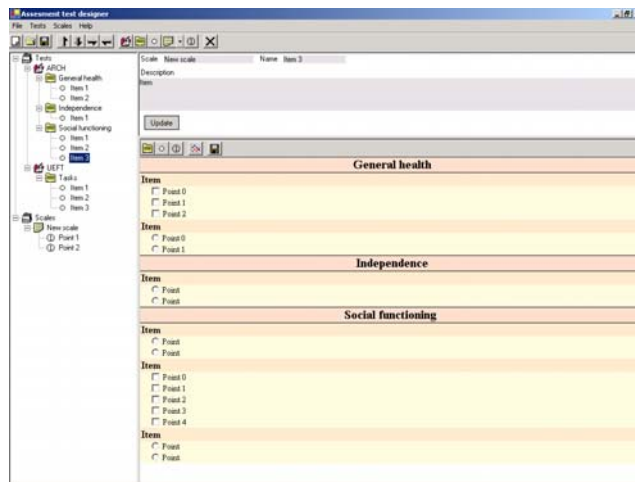 Assesment test designer
File Tests Scales Help
Tests
ARCH
General health
Item 1
Item 2
Independence
Item 1
Social functioning
Item 1
Item 2
Item 3
UEFT
Tasks
Item 1
Item 2
Item 3
Scales
New scale
Point 1
Point 2
Scale New scale Name Item 3
Description
Item
Update
General health
Item
Point 0
Point 1
Point 2
Item
Point 0
Point 1
Independence
Item
Point
Point
Social functioning
Item
Point
Point
Item
Point 0
Point 1
Point 2
Point 3
Point 4
Item
Point
Point